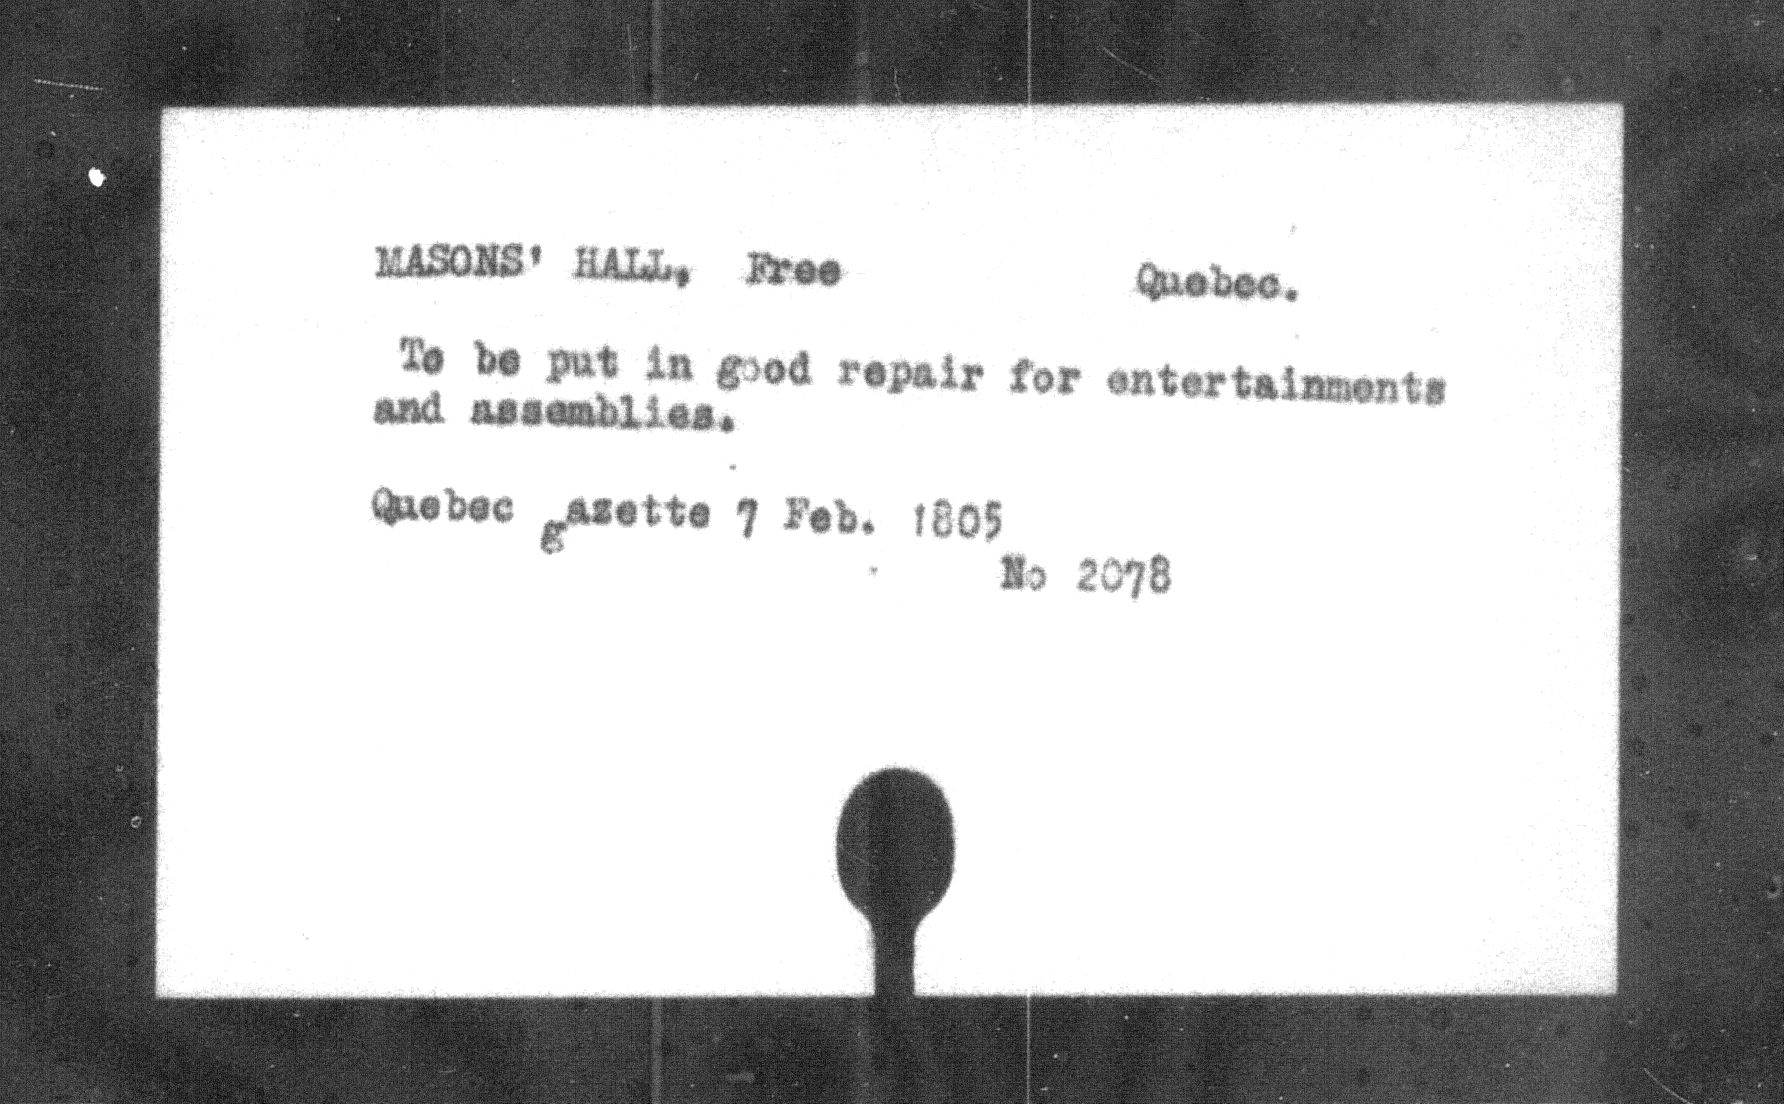 MASONS' HALL, Free Quebec.
To be put in good repair for entertainments
and assemblies.
Quebec gazette 7 Feb. 1805
No 2078